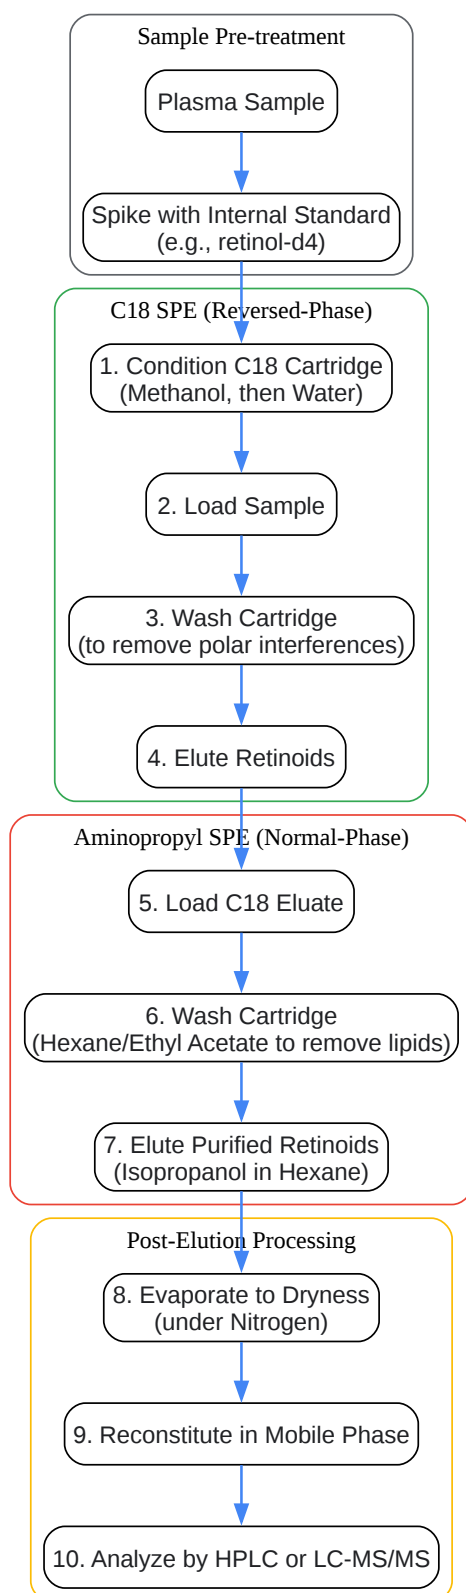 Sample Pre-treatment
Plasma Sample
Spike with Internal Standard
(e.g., retinol-d4)
C18 SPE (Reversed-Phase)
1. Condition C18 Cartridge
(Methanol, then Water)
2. Load Sample
3. Wash Cartridge
(to remove polar interferences)
4. Elute Retinoids
Aminopropyl SPE (Normal-Phase)
5. Load C18 Eluate
6. Wash Cartridge
(Hexane/Ethyl Acetate to remove lipids)
7. Elute Purified Retinoids
(Isopropanol in Hexane)
Post-Elution Processing
8. Evaporate to Dryness
(under Nitrogen)
9. Reconstitute in Mobile Phase
10. Analyze by HPLC or LC-MS/MS